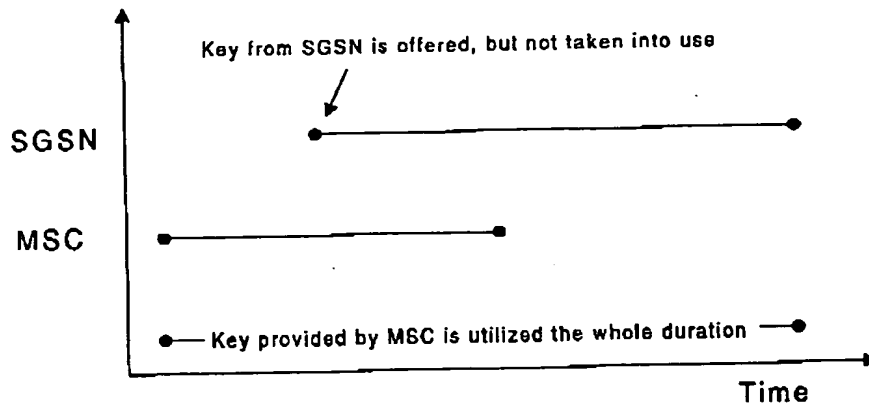 Key from SGSN is offered, but not taken into use
SGSN
MSC
Key provided by MSC is utilized the whole duration
Time